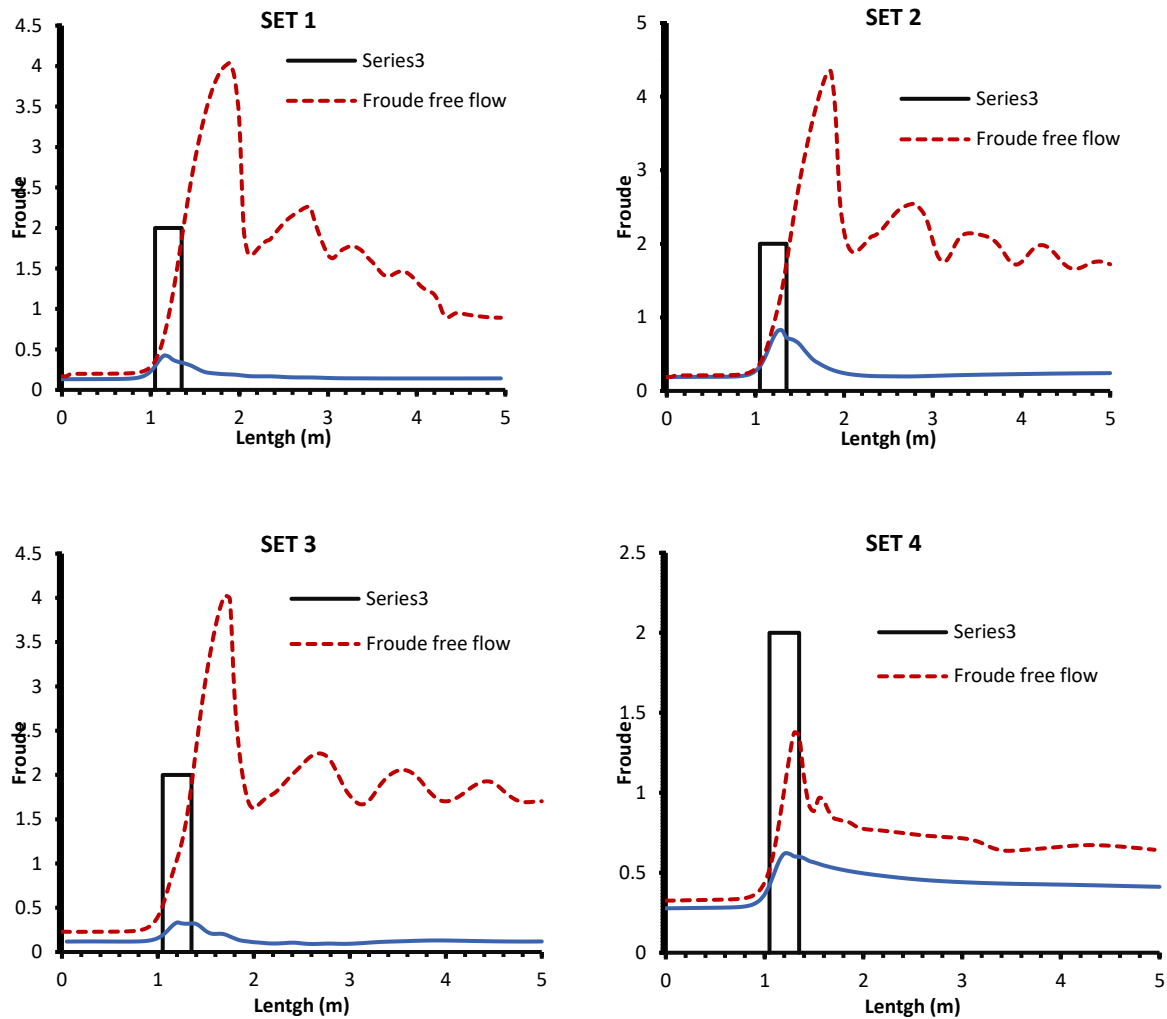 SET 1
4.5
4
3.5
3
2.5
2
1.5
1
0.5
0
Froude
Series3
Froude free flow
0 1 2 3 4 5
Lentgh (m)
SET 2
5
4
3
2
1
0
Froude
Series3
Froude free flow
0 1 2 3 4 5
Lentgh (m)
SET 3
4.5
4
3.5
3
2.5
2
1.5
1
0.5
0
Froude
Series3
Froude free flow
0 1 2 3 4 5
Lentgh (m)
SET 4
2.5
2
1.5
1
0.5
0
Froude
Series3
Froude free flow
0 1 2 3 4 5
Lentgh (m)